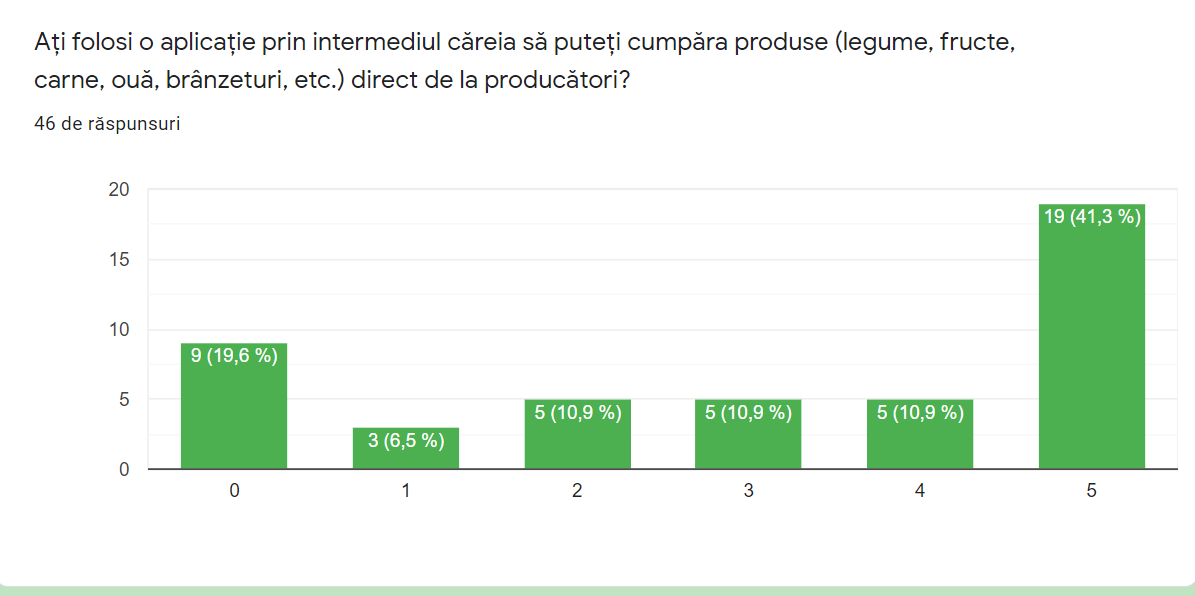 Ați folosi o aplicație prin intermediul căreia să puteți cumpăra produse (legume, fructe,
carne, ouă, brânzeturi, etc.) direct de la producători?
46 de răspunsuri
20
15
10
5
0
9 (19,6 %)
3 (6,5 %)
5 (10,9 %)
5 (10,9 %)
5 (10,9 %)
19 (41,3 %)
0
1
2
3
4
5